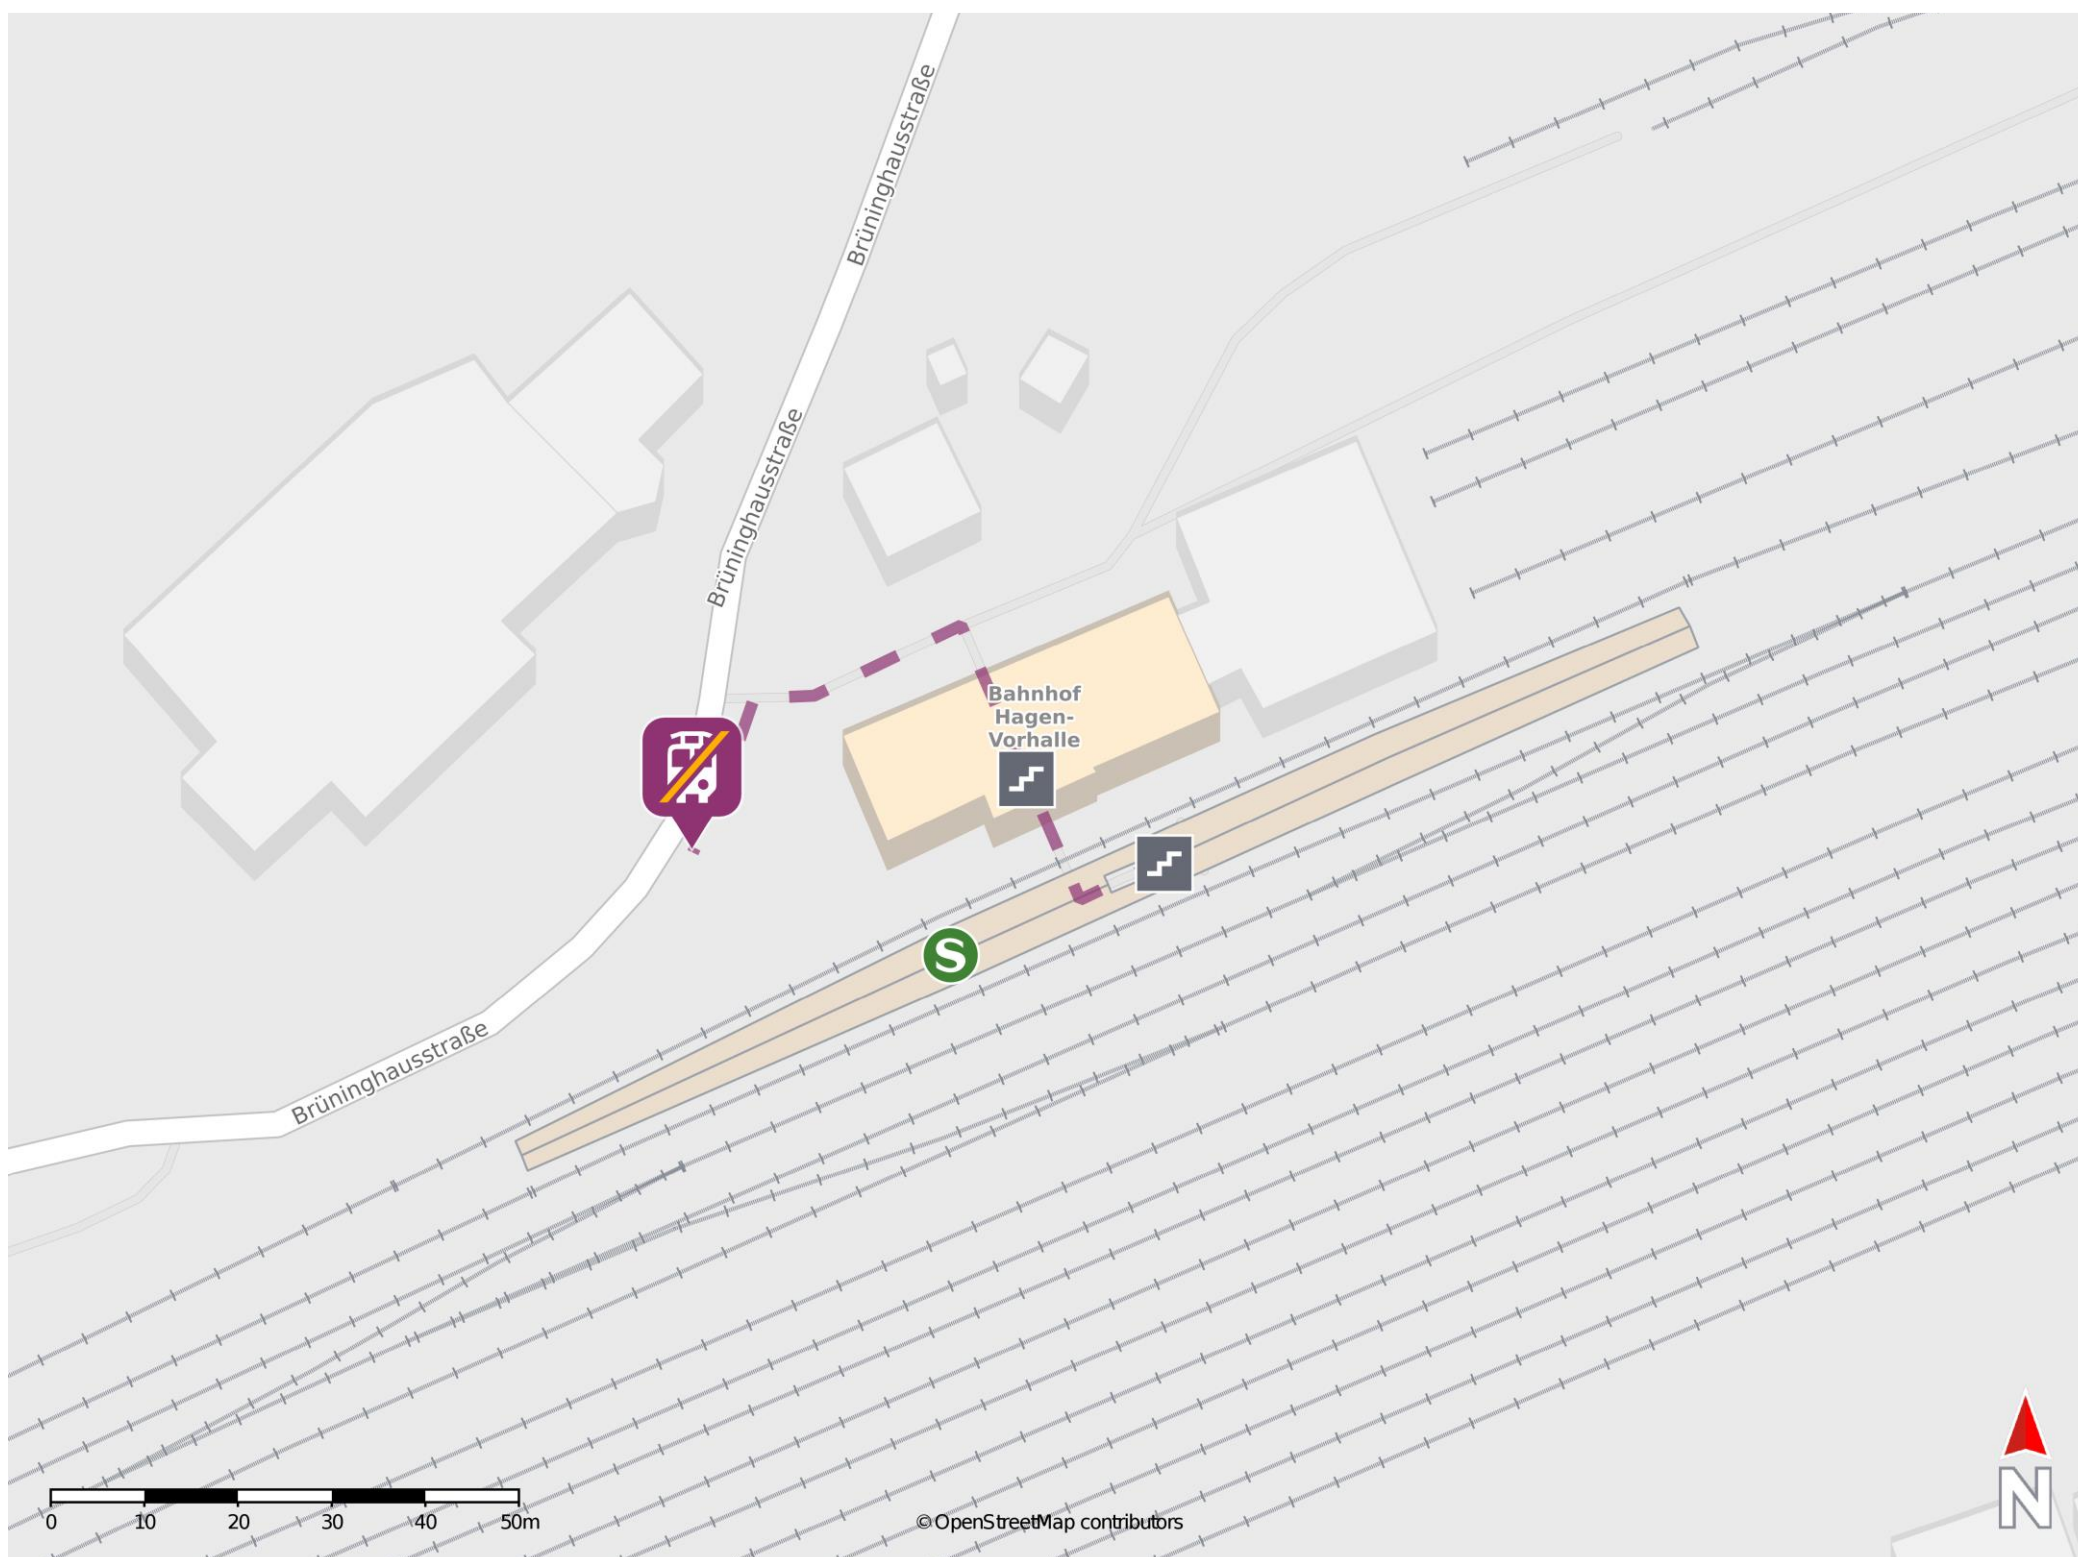 Brüninghausstraße
Brüninghausstraße
Bahnhof
Hagen-
Vorhalle
S
Brüninghausstraße
0 10 20 30 40 50m
© OpenStreetMap contributors
N